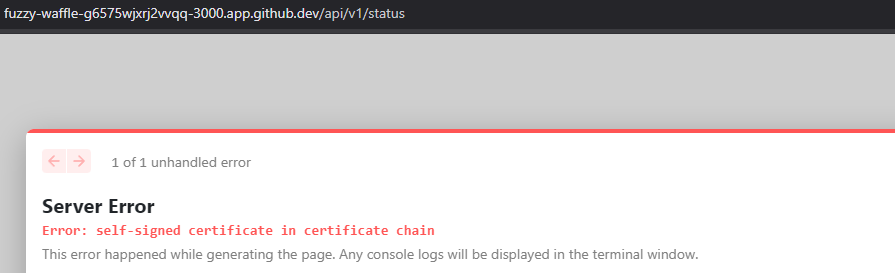 fuzzy-waffle-g6575wjxrj2vvqq-3000.app.github.dev/api/v1/status
1 of 1 unhandled error
Server Error
Error: self-signed certificate in certificate chain
This error happened while generating the page. Any console logs will be displayed in the terminal window.